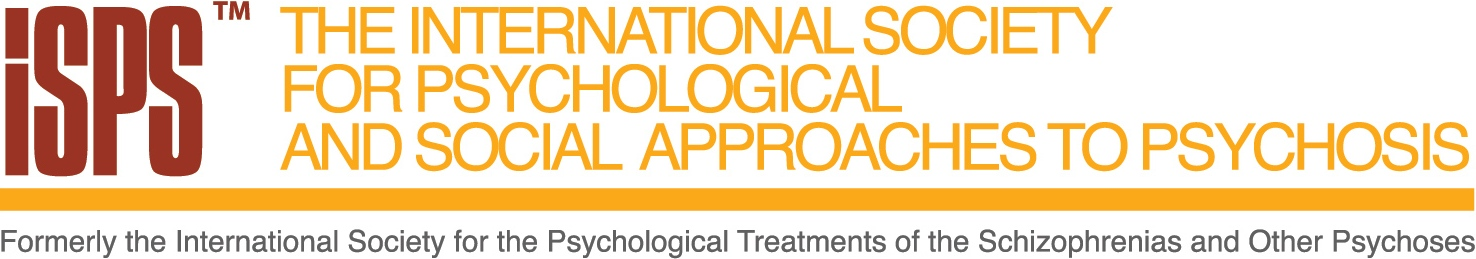 iSPS™
THE INTERNATIONAL SOCIETY
FOR PSYCHOLOGICAL
AND SOCIAL APPROACHES TO PSYCHOSIS
Formerly the International Society for the Psychological Treatments of the Schizophrenias and Other Psychoses